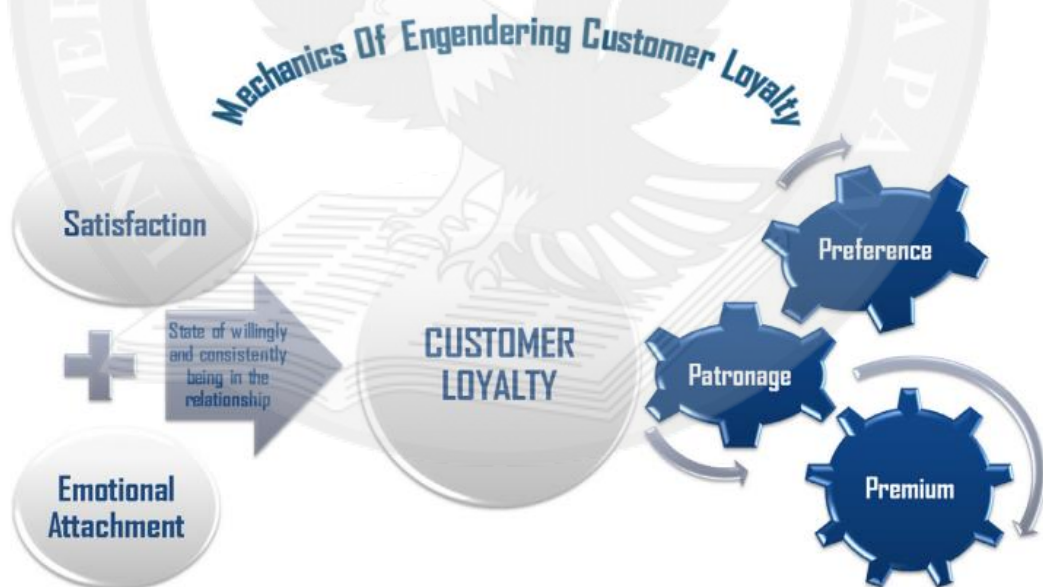 Mechanics Of Engendering Customer Loyalty
Satisfaction
State of willingly
and consistently
being in the
relationship
Emotional
Attachment
CUSTOMER
LOYALTY
Preference
Patronage
Premium